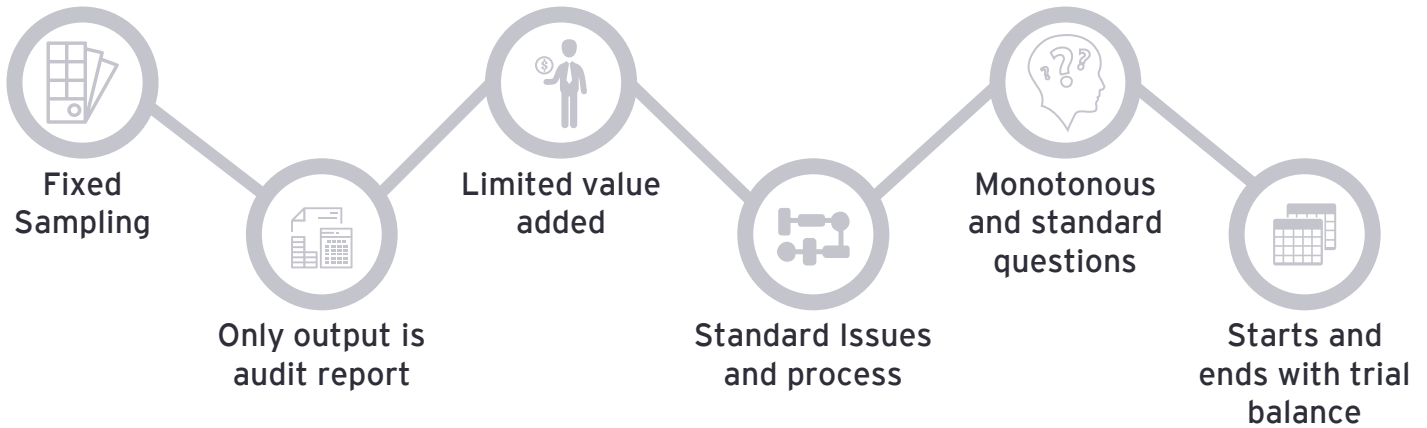 Fixed
Sampling
Only output is
audit report
Limited value
added
Standard Issues
and process
Monotonous
and standard
questions
Starts and
ends with trial
balance